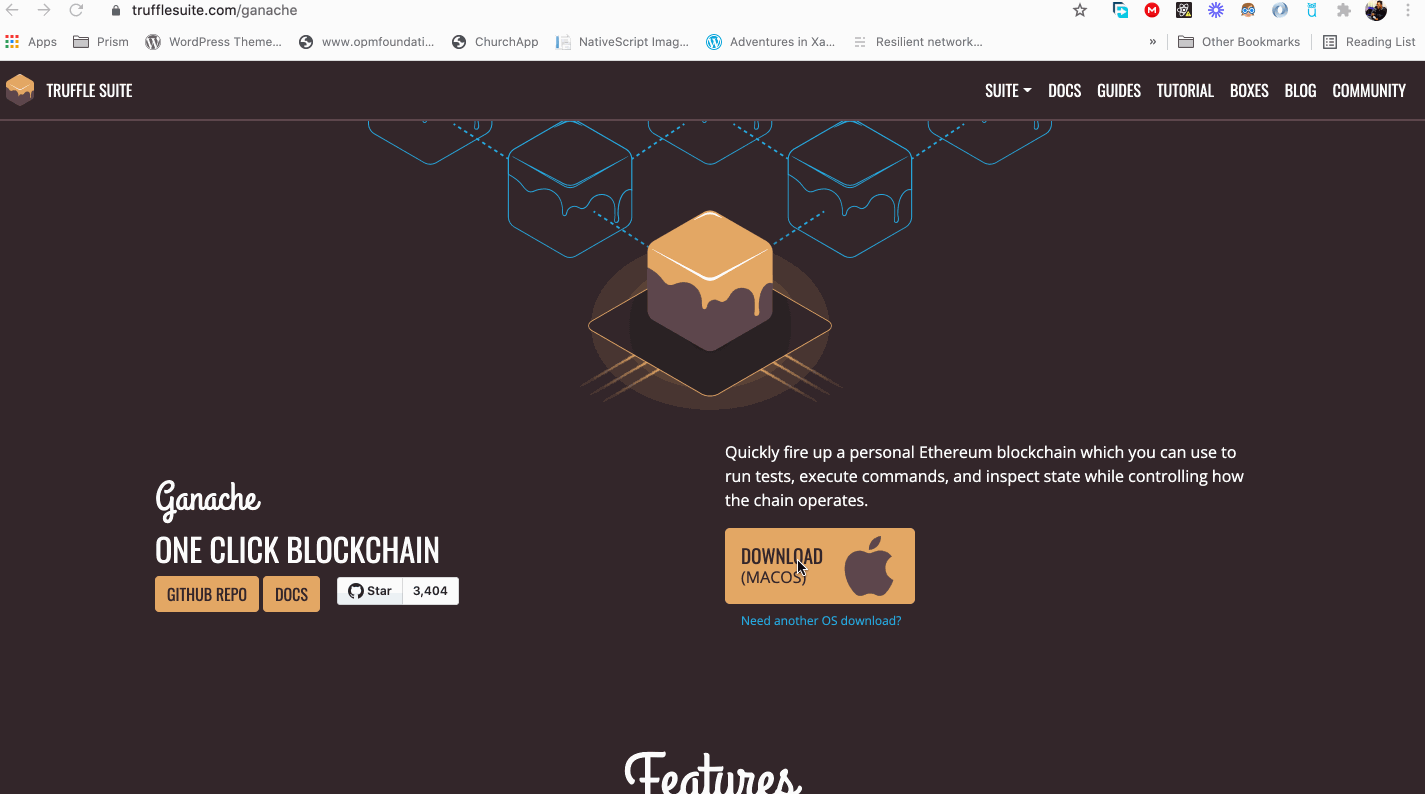 trufflesuite.com/ganache
Apps Prism WordPress Theme... www.opmfoundati... ChurchApp NativeScript Imag... Adventures in Xa... Resilient network... » Other Bookmarks Reading List
TRUFFLE SUITE SUITE DOCS GUIDES TUTORIAL BOXES BLOG COMMUNITY
Ganache
ONE CLICK BLOCKCHAIN
GITHUB REPO DOCS Star 3,404
Quickly fire up a personal Ethereum blockchain which you can use to
run tests, execute commands, and inspect state while controlling how
the chain operates.
DOWNLOAD
(MACOS)
Need another OS download?
Features